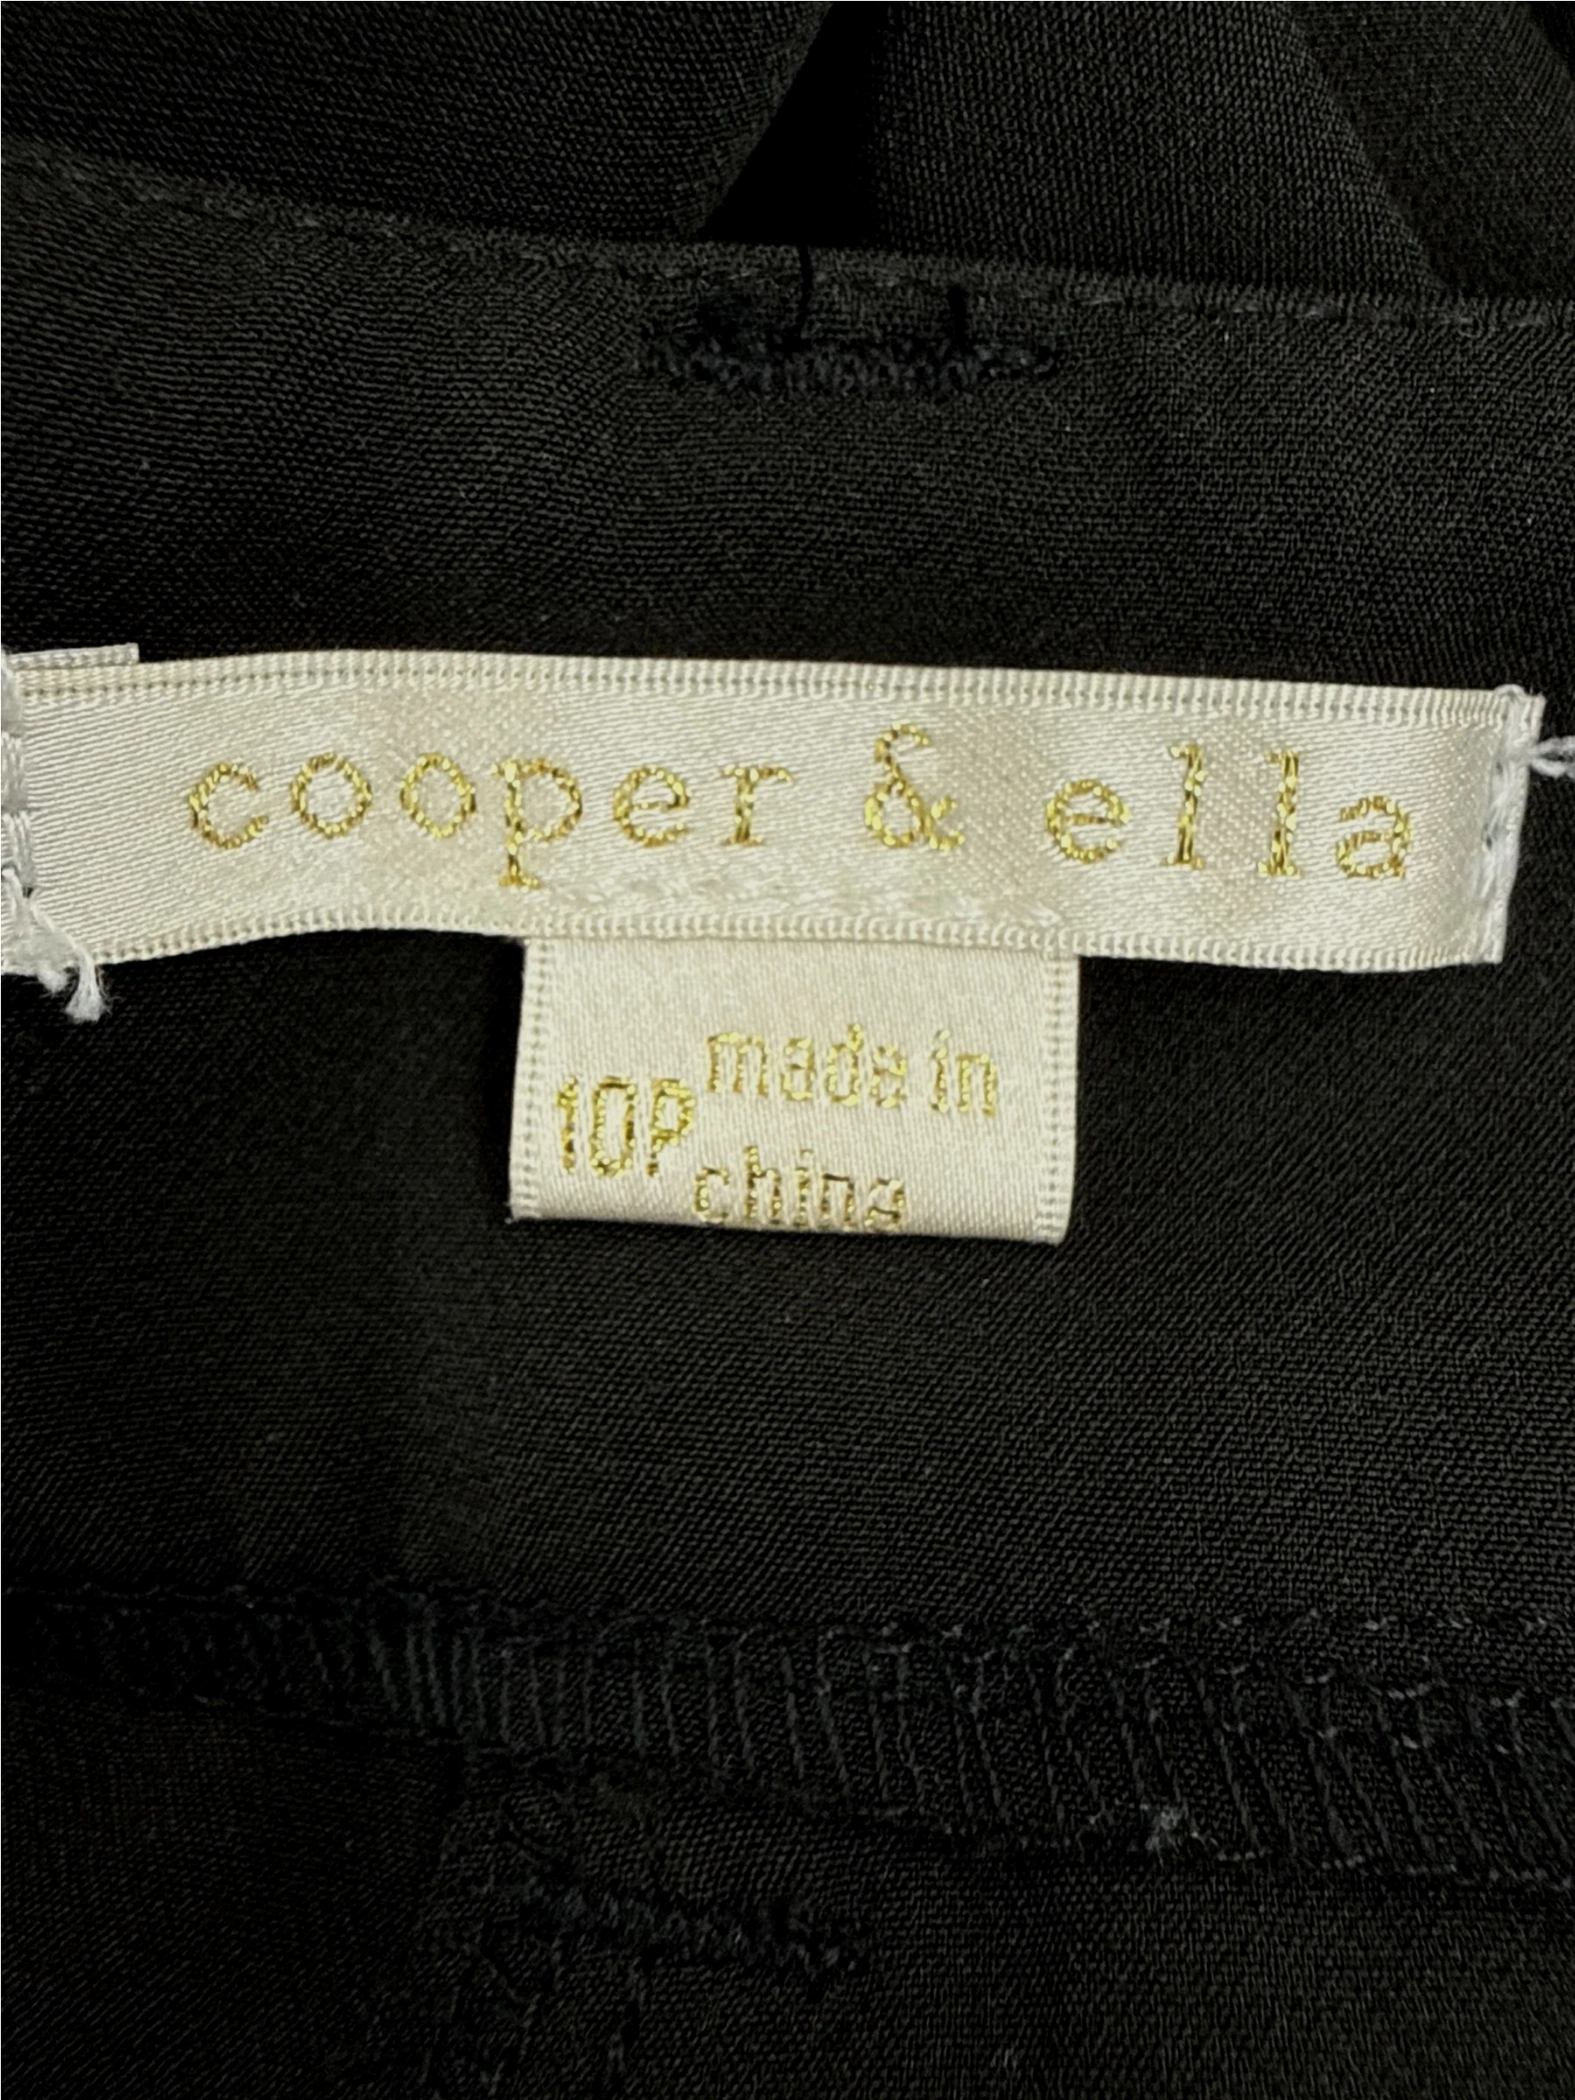 cooper & ella
10P made in
china